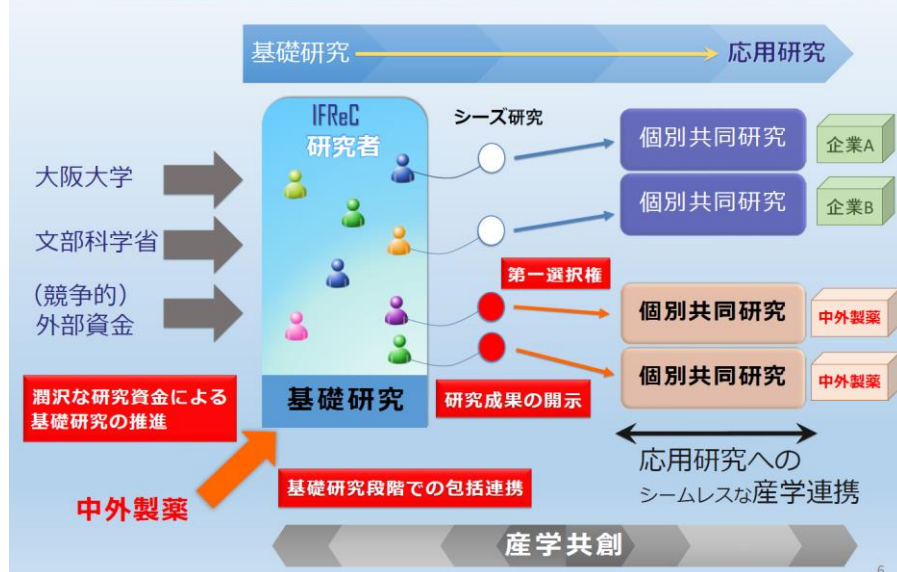 基礎研究
応用研究
IFReC
研究者
シーズ研究
大阪大学
文部科学省
(競争的)
外部資金
個別共同研究
企業A
個別共同研究
企業B
第一選択権
個別共同研究
中外製薬
個別共同研究
中外製薬
潤沢な研究資金による
基礎研究の推進
基礎研究
研究成果の開示
中外製薬
基礎研究段階での包括連携
応用研究への
シームレスな産学連携
産学共創
6